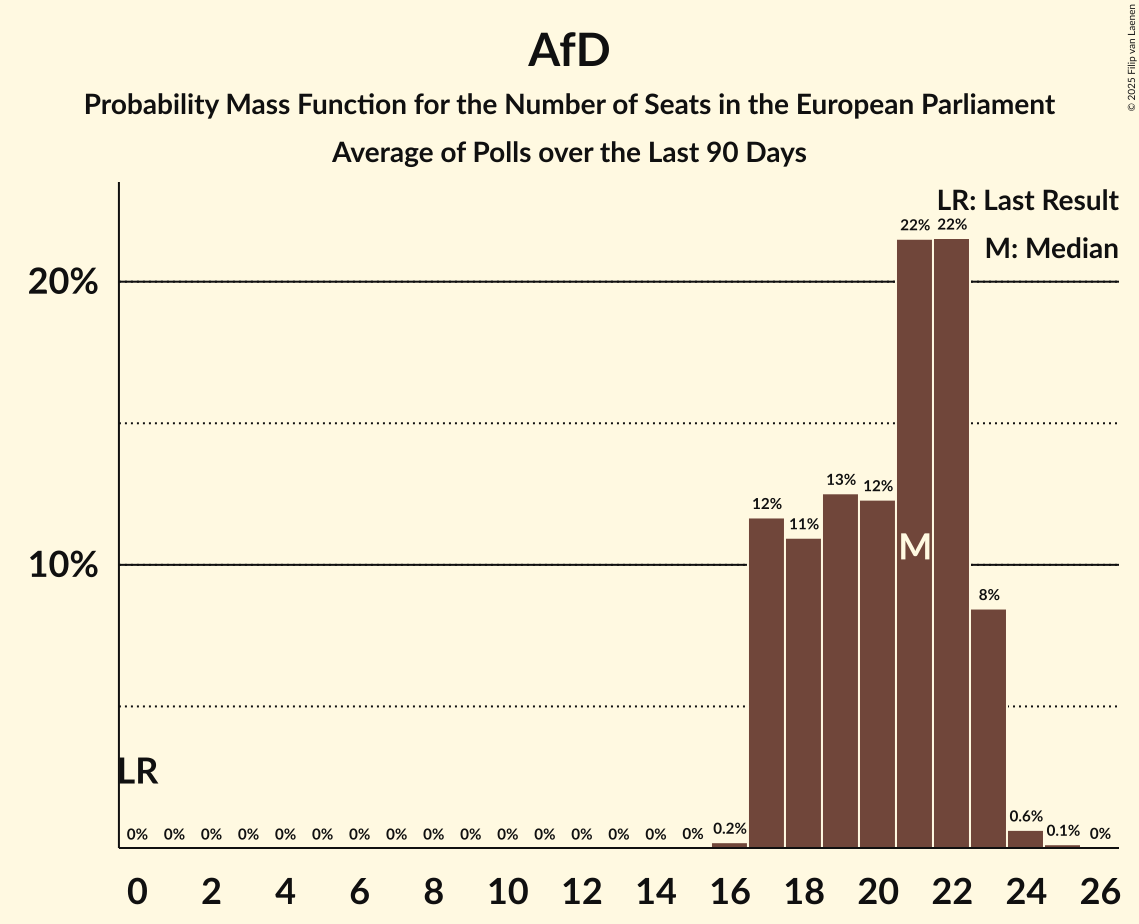 AfD
Probability Mass Function for the Number of Seats in the European Parliament
Average of Polls over the Last 90 Days
© 2025 Filip van Laenen
LR: Last Result
M: Median
20%
10%
22% 22%
13% 12%
12% 11%
M
8%
LR
0% 0% 0% 0% 0% 0% 0% 0% 0% 0% 0% 0% 0% 0% 0% 0% 0.2% 0.6% 0.1% 0%
0 2 4 6 8 10 12 14 16 18 20 22 24 26